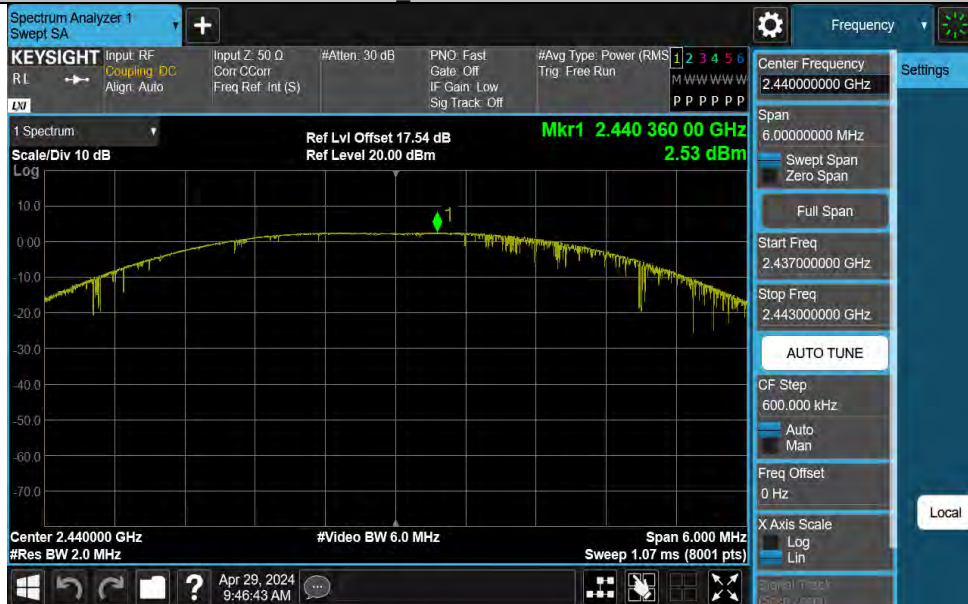 Spectrum Analyzer 1
Swept SA
Frequency
KEYSIGHT
RL
LXI
Input: RF
Coupling: DC
Align: Auto
Input Z: 50 Ω
Corr CCorr
Freq Ref: Int (S)
#Atten: 30 dB
PNO: Fast
Gate: Off
IF Gain: Low
Sig Track: Off
#Avg Type: Power (RMS
Trig: Free Run
1 2 3 4 5 6
M W W W W W
P P P P P P
1 Spectrum
Scale/Div 10 dB
Log
Ref Lvl Offset 17.54 dB
Ref Level 20.00 dBm
Mkr1 2.440 360 00 GHz
2.53 dBm
1
10.0
0.00
-10.0
-20.0
-30.0
-40.0
-50.0
-60.0
-70.0
Center 2.440000 GHz
#Res BW 2.0 MHz
#Video BW 6.0 MHz
Span 6.000 MHz
Sweep 1.07 ms (8001 pts)
?
Apr 29, 2024
9:46:43 AM
Center Frequency
2.440000000 GHz
Span
6.00000000 MHz
Swept Span
Zero Span
Full Span
Start Freq
2.437000000 GHz
Stop Freq
2.443000000 GHz
AUTO TUNE
CF Step
600.000 kHz
Auto
Man
Freq Offset
0 Hz
X Axis Scale
Log
Lin
Settings
Local